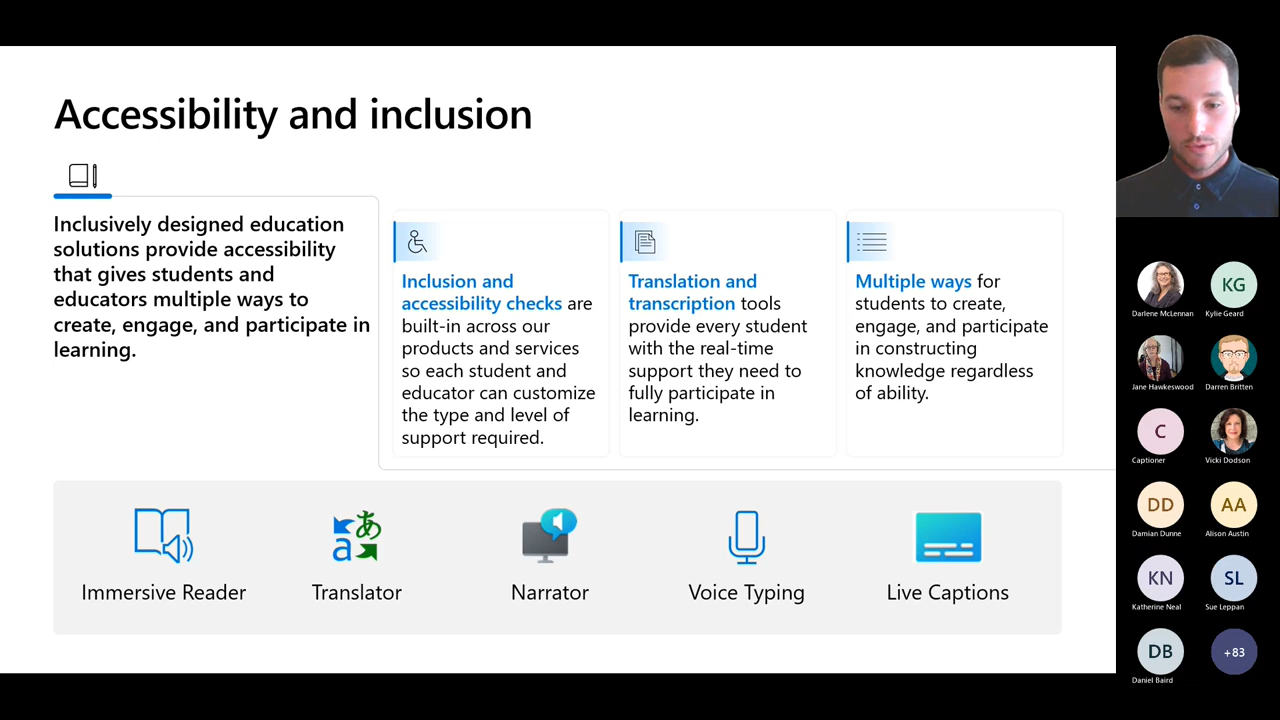 Accessibility and inclusion
Inclusively designed education
solutions provide accessibility
that gives students and
educators multiple ways to
create, engage, and participate in
learning.
Inclusion and
accessibility checks are
built-in across our
products and services
so each student and
educator can customize
the type and level of
support required.
Translation and
transcription tools
provide every student
with the real-time
support they need to
fully participate in
learning.
Multiple ways for
students to create,
engage, and participate
in constructing
knowledge regardless
of ability.
あ
a
Immersive Reader
Translator
Narrator
Voice Typing
Live Captions
KG
Darlene McLennan
Kylie Geard
Jane Hawkeswood
Darren Britten
C
Captioner
Vicki Dodson
DD
AA
Damian Dunne
Alison Austin
KN
SL
Katherine Neal
Sue Leppan
DB
+83
Daniel Baird